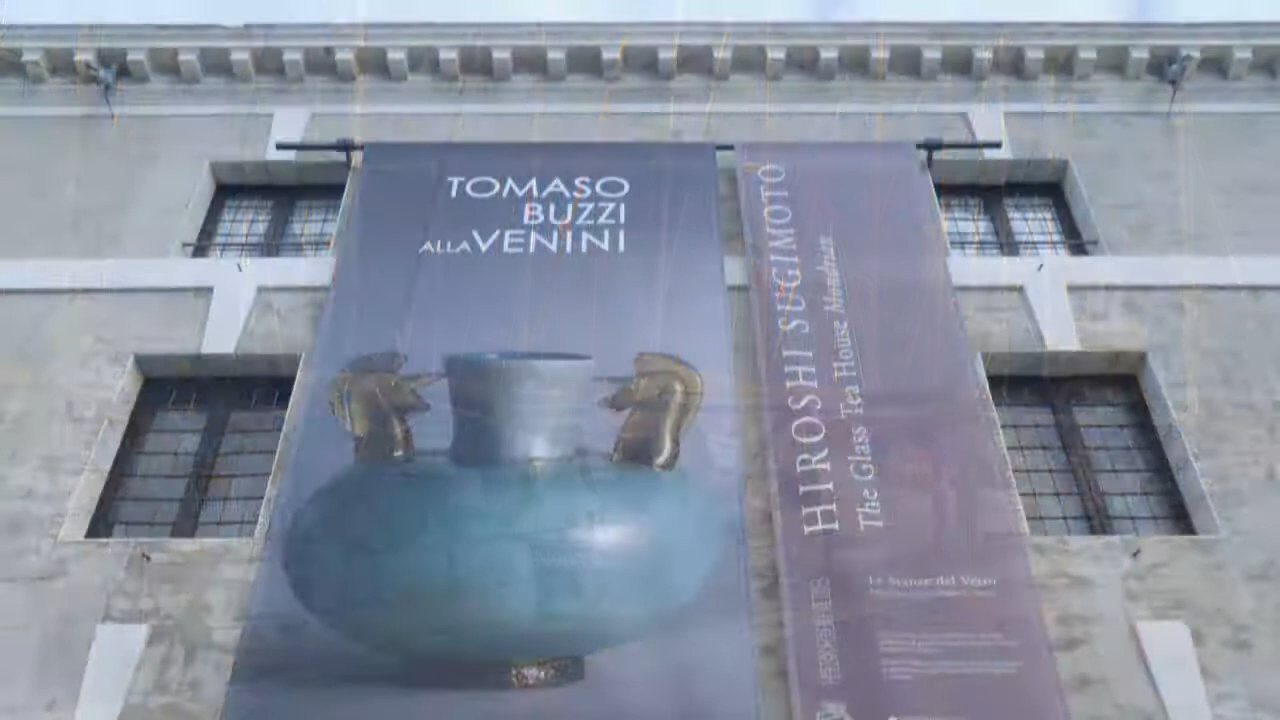 TOMASO
BUZZI
ALLA VENINI
HIROSHI SUGIMOTO
The Glass Tea House Mondrian
Le Stanze del Vetro